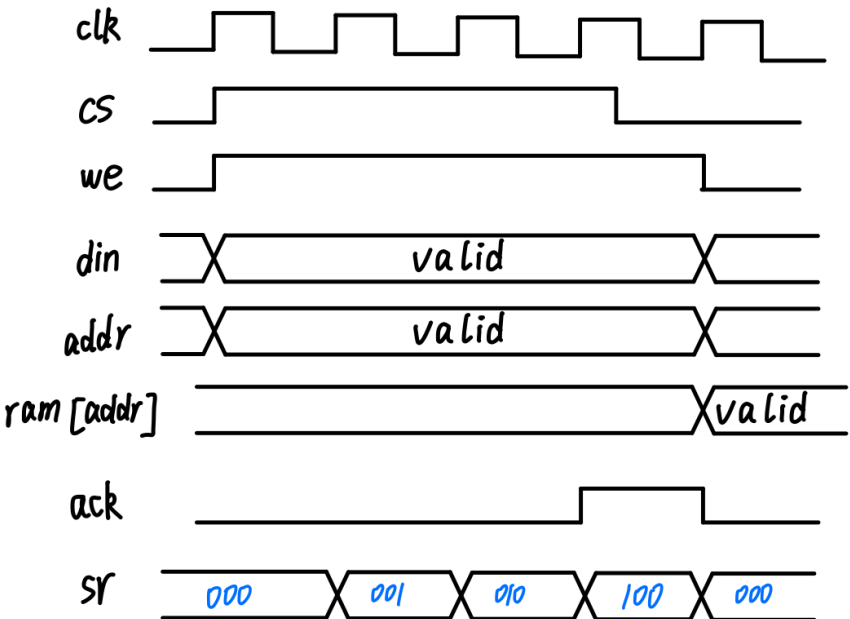 clk
cs
we
din valid
addr valid
ram [addr] valid
ack
sr 000 001 010 100 000